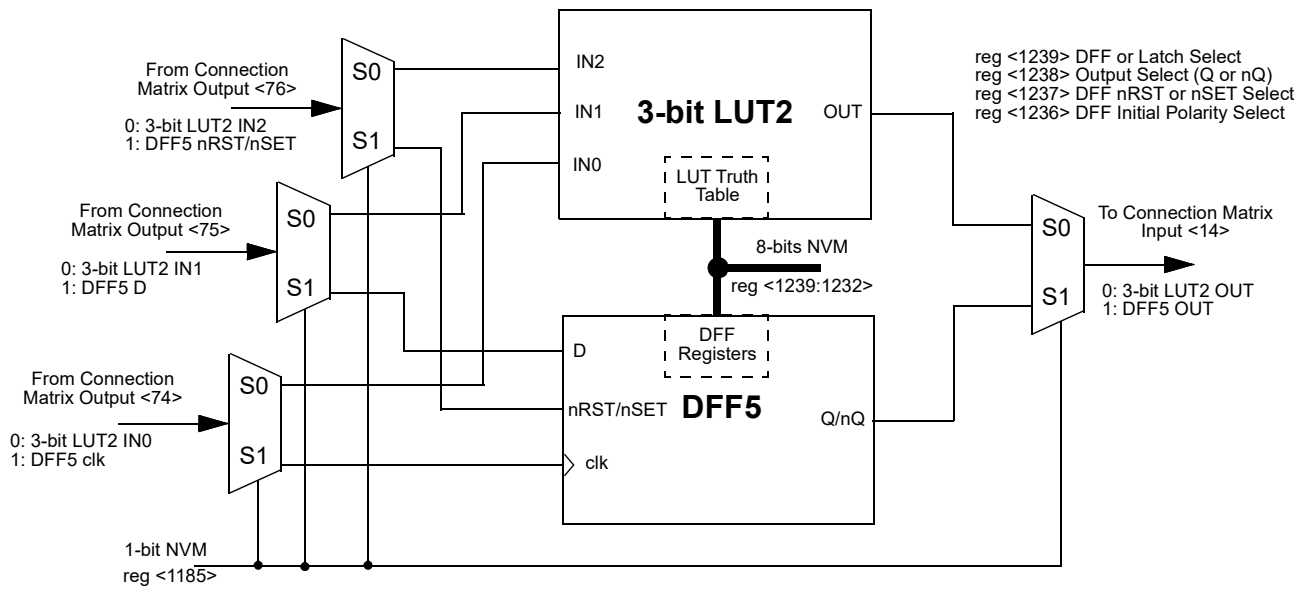 From Connection
Matrix Output <76>
0: 3-bit LUT2 IN2
1: DFF5 nRST/nSET
S0
S1
From Connection
Matrix Output <75>
0: 3-bit LUT2 IN1
1: DFF5 D
S0
S1
From Connection
Matrix Output <74>
0: 3-bit LUT2 IN0
1: DFF5 clk
S0
S1
1-bit NVM
reg <1185>
IN2
IN1
IN0
3-bit LUT2
OUT
LUT Truth
Table
8-bits NVM
reg <1239:1232>
DFF
Registers
D
nRST/nSET
clk
DFF5
Q/nQ
reg <1239> DFF or Latch Select
reg <1238> Output Select (Q or nQ)
reg <1237> DFF nRST or nSET Select
reg <1236> DFF Initial Polarity Select
S0
S1
To Connection Matrix
Input <14>
0: 3-bit LUT2 OUT
1: DFF5 OUT